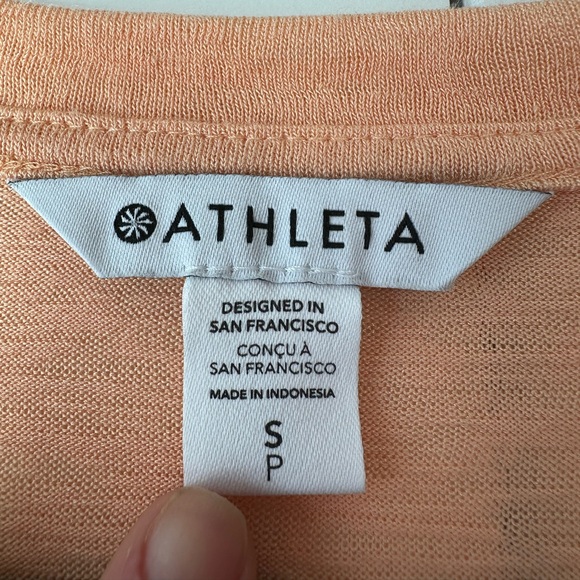 ATHLETA
DESIGNED IN
SAN FRANCISCO
CONÇU À
SAN FRANCISCO
MADE IN INDONESIA
S
P